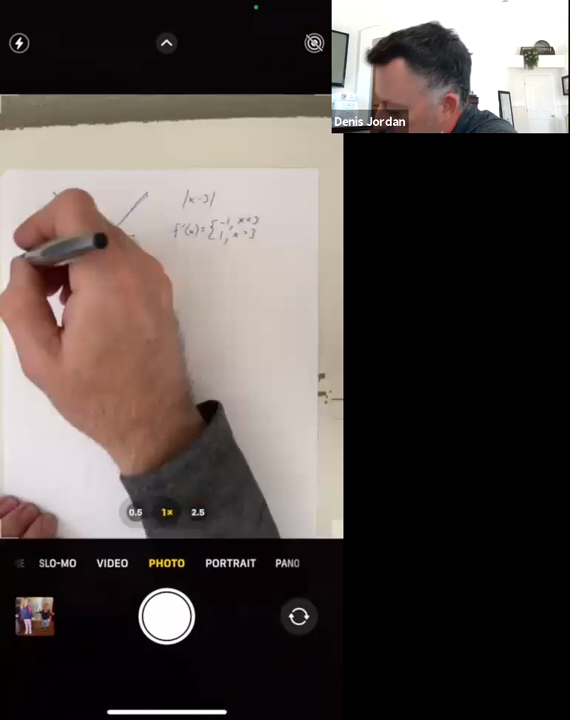 Denis Jordan
|x-3|
f'(x)={-1, x<3
1, x>3
0.5 1× 2.5
SLO-MO VIDEO PHOTO PORTRAIT PANO